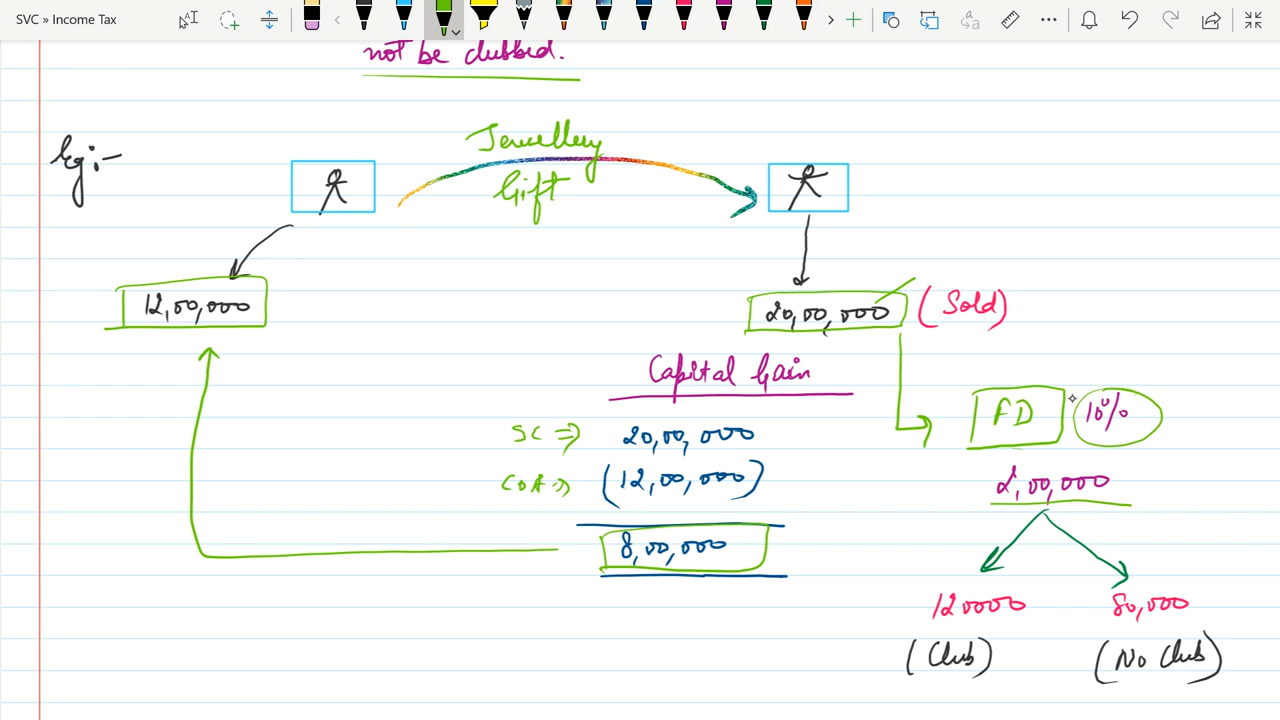 SVC » Income Tax
not be clubbed.
Eg:-
Jewellery
Gift
12,00,000
20,00,000 (Sold)
Capital Gain
SC ⇒ 20,00,000
COA ⇒ (12,00,000)
8,00,000
FD 10%
2,00,000
120000 80,000
(Club) (No Club)